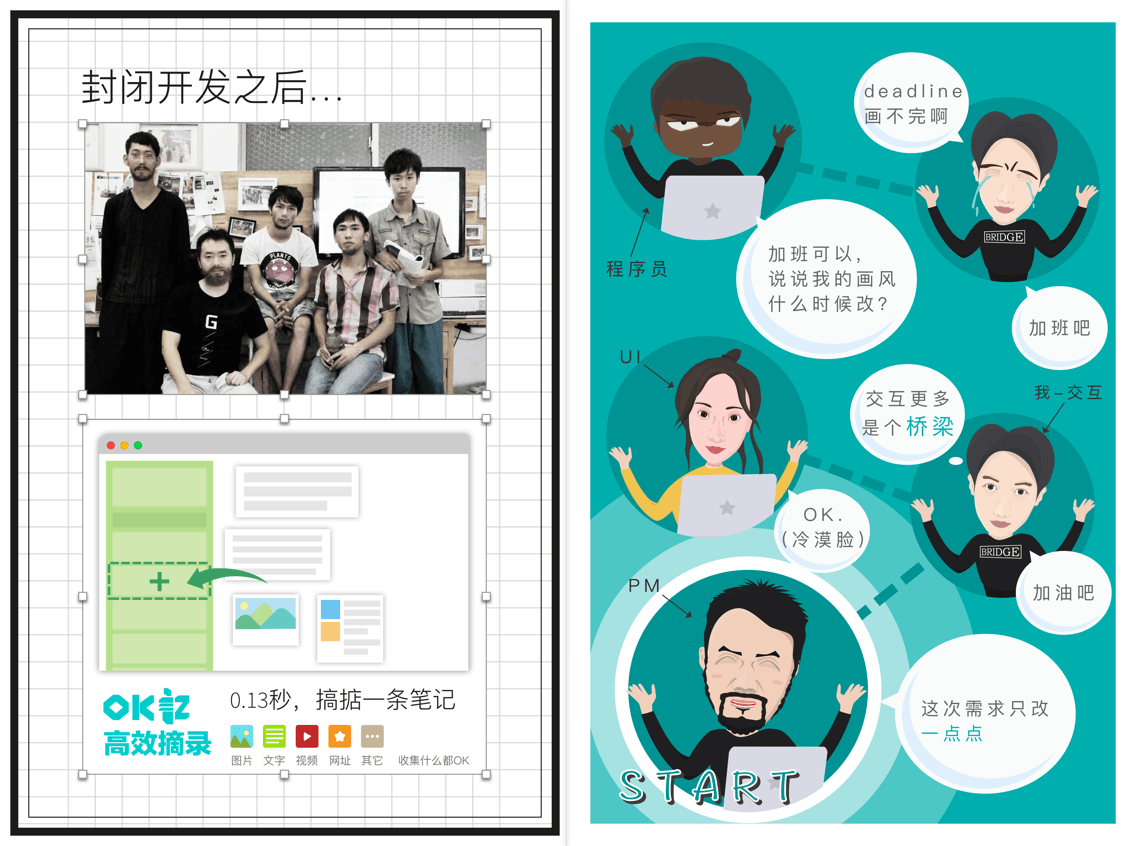 封闭开发之后...
PLANTS
G
OK记
高效摘录
0.13秒，搞掂一条笔记
图片 文字 视频 网址 其它 收集什么都OK
deadline
画不完啊
BRIDGE
程序员
加班可以，
说说我的画风
什么时候改？
加班吧
UI
交互更多
是个桥梁
我-交互
OK.
(冷漠脸)
BRIDGE
加油吧
PM
这次需求只改
一点点
START